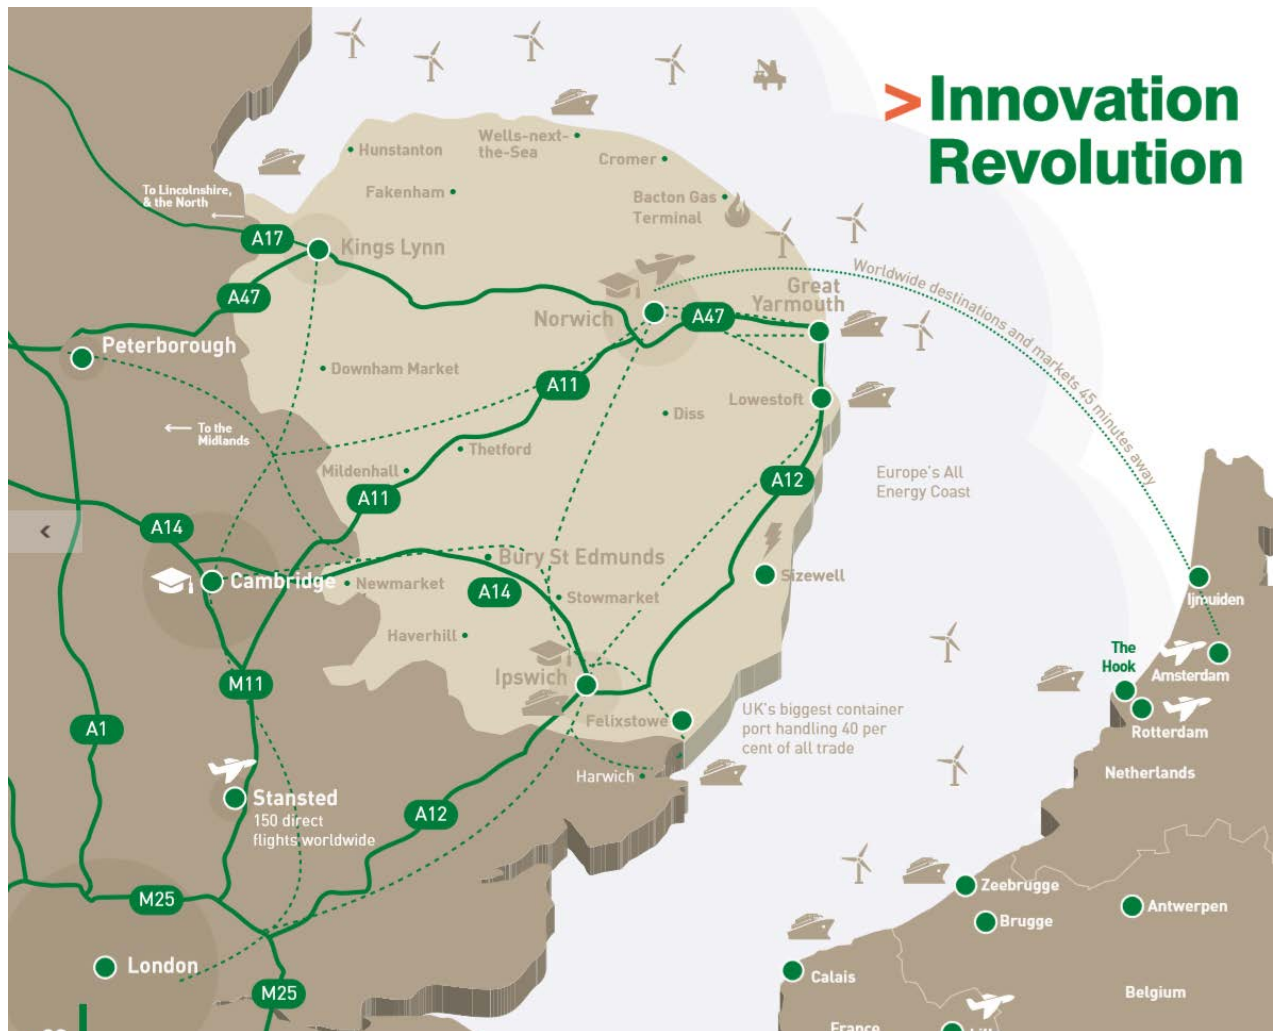 > Innovation
Revolution
Hunstanton
Wells-next-
the-Sea
Cromer
Fakenham
Bacton Gas
Terminal
To Lincolnshire,
& the North
A17
Kings Lynn
A47
Peterborough
Norwich
A47
Great
Yarmouth
Worldwide destinations and markets 45 minutes away
Downham Market
A11
Lowestoft
Diss
To the
Midlands
Thetford
Mildenhall
A11
A12
Europe's All
Energy Coast
<
A14
Cambridge
Newmarket
Bury St Edmunds
A14
Stowmarket
Sizewell
Haverhill
Ipswich
M11
A1
Felixstowe
UK's biggest container
port handling 40 per
cent of all trade
Harwich
Stansted
150 direct
flights worldwide
A12
M25
London
M25
Ijmuiden
The
Hook
Amsterdam
Rotterdam
Netherlands
Zeebrugge
Brugge
Antwerpen
Calais
Belgium
France